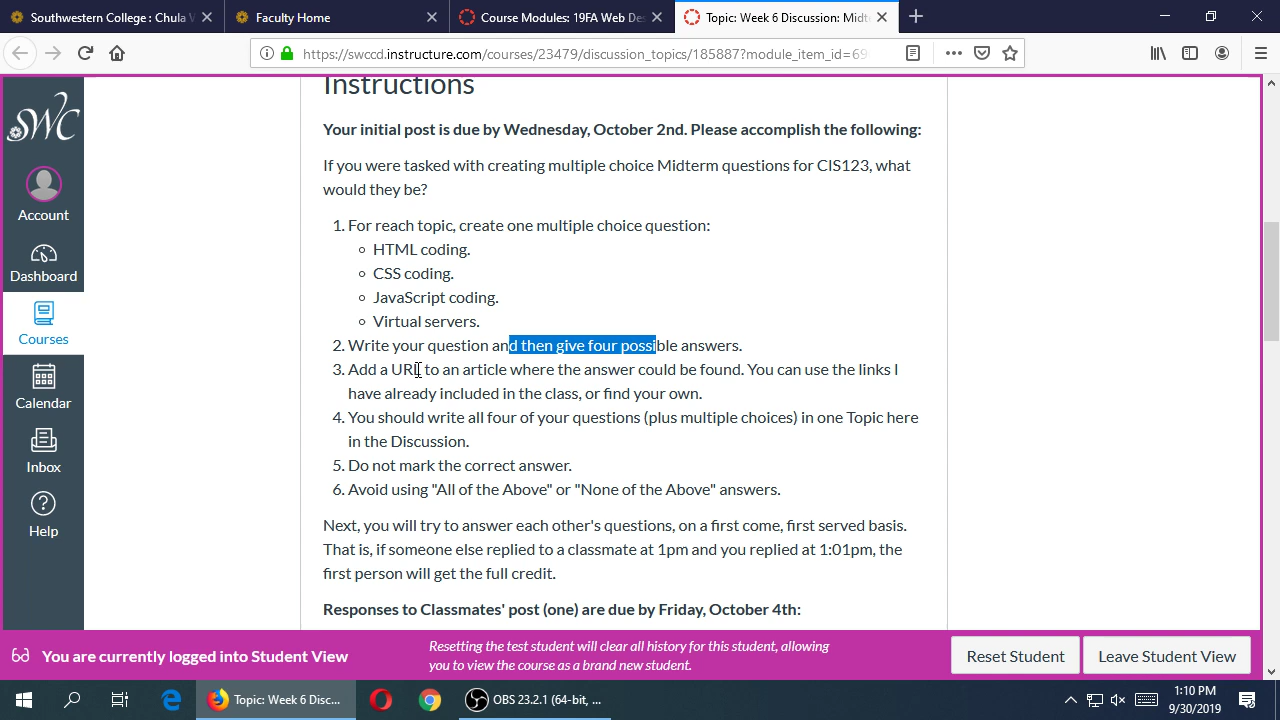 Southwestern College : Chula V
Faculty Home
Course Modules: 19FA Web De
Topic: Week 6 Discussion: Midt
https://swccd.instructure.com/courses/23479/discussion_topics/185887?module_item_id=69
SWC
Account
Dashboard
Courses
Calendar
Inbox
Help
Instructions
Your initial post is due by Wednesday, October 2nd. Please accomplish the following:
If you were tasked with creating multiple choice Midterm questions for CIS123, what
would they be?
1. For reach topic, create one multiple choice question:
HTML coding.
CSS coding.
JavaScript coding.
Virtual servers.
2. Write your question and then give four possible answers.
3. Add a URL to an article where the answer could be found. You can use the links I
have already included in the class, or find your own.
4. You should write all four of your questions (plus multiple choices) in one Topic here
in the Discussion.
5. Do not mark the correct answer.
6. Avoid using "All of the Above" or "None of the Above" answers.
Next, you will try to answer each other's questions, on a first come, first served basis.
That is, if someone else replied to a classmate at 1pm and you replied at 1:01pm, the
first person will get the full credit.
Responses to Classmates' post (one) are due by Friday, October 4th:
You are currently logged into Student View
Resetting the test student will clear all history for this student, allowing
you to view the course as a brand new student.
Reset Student
Leave Student View
Topic: Week 6 Disc...
OBS 23.2.1 (64-bit, ...
1:10 PM
9/30/2019